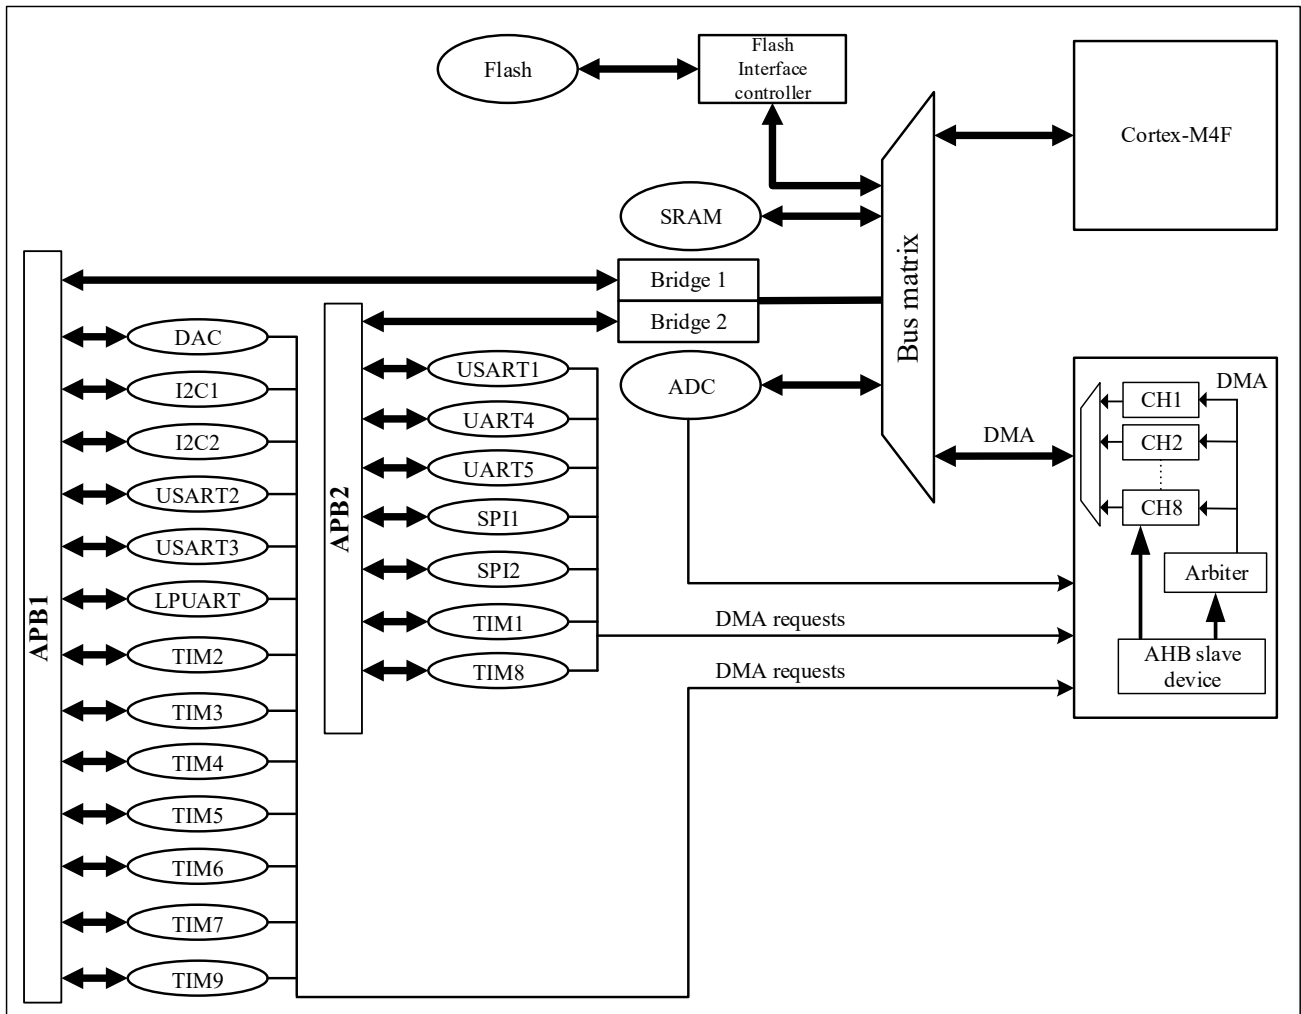 Flash
Flash
Interface
controller
Cortex-M4F
SRAM
Bus matrix
Bridge 1
Bridge 2
ADC
APB1
DAC
I2C1
I2C2
USART2
USART3
LPUART
TIM2
TIM3
TIM4
TIM5
TIM6
TIM7
TIM9
APB2
USART1
UART4
UART5
SPI1
SPI2
TIM1
TIM8
DMA
DMA requests
DMA requests
DMA
CH1
CH2
CH8
Arbiter
AHB slave
device